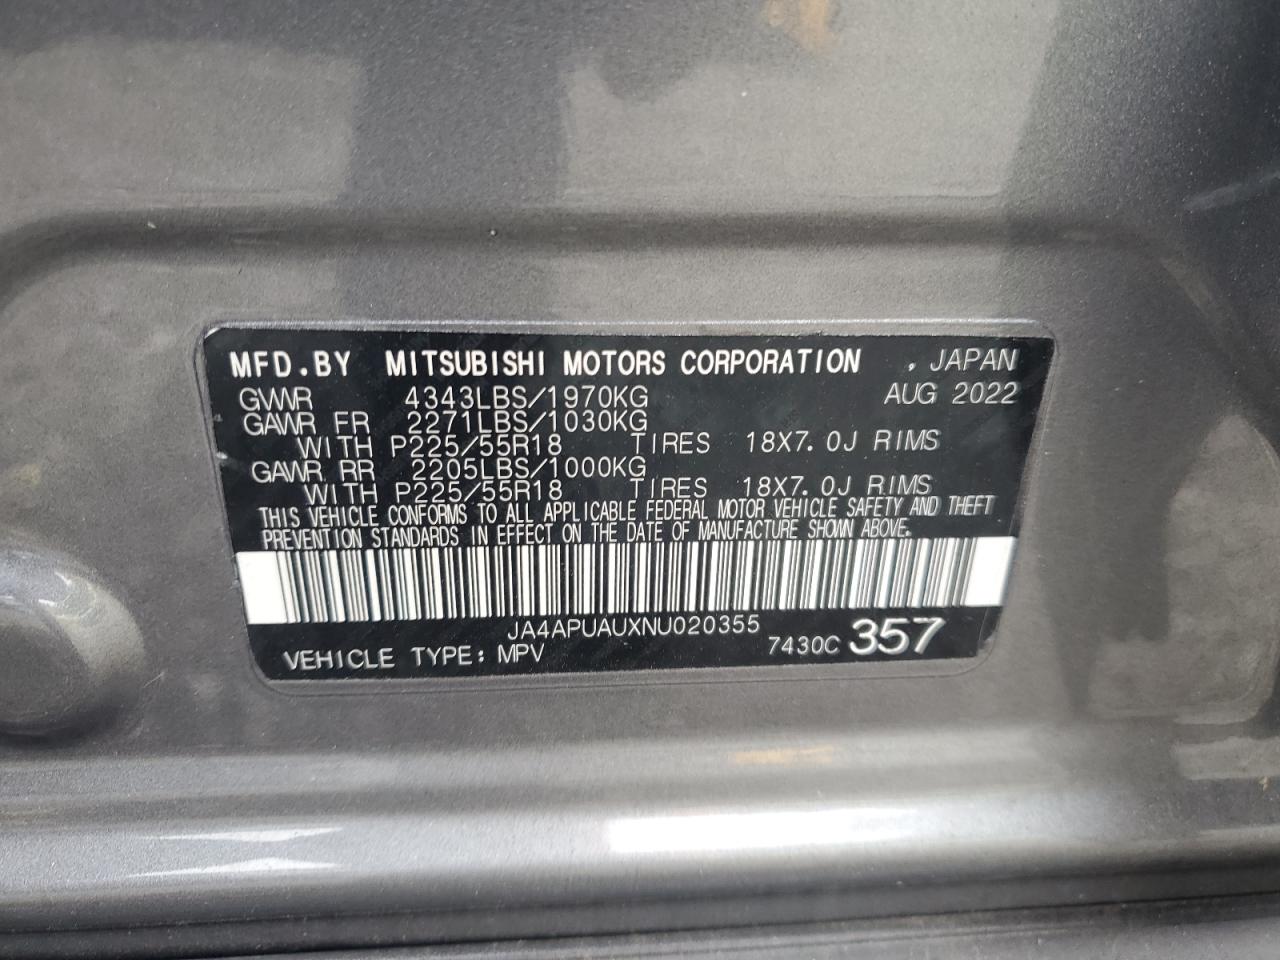 MFD.BY MITSUBISHI MOTORS CORPORATION , JAPAN
GVWR 4343LBS/1970KG AUG 2022
GAWR FR 2271LBS/1030KG
WITH P225/55R18 TIRES 18X7.0J RIMS
GAWR RR 2205LBS/1000KG
WITH P225/55R18 TIRES 18X7.0J RIMS
THIS VEHICLE CONFORMS TO ALL APPLICABLE FEDERAL MOTOR VEHICLE SAFETY AND THEFT
PREVENTION STANDARDS IN EFFECT ON THE DATE OF MANUFACTURE SHOWN ABOVE.
JA4APUAUXNU020355
VEHICLE TYPE: MPV 7430C 357